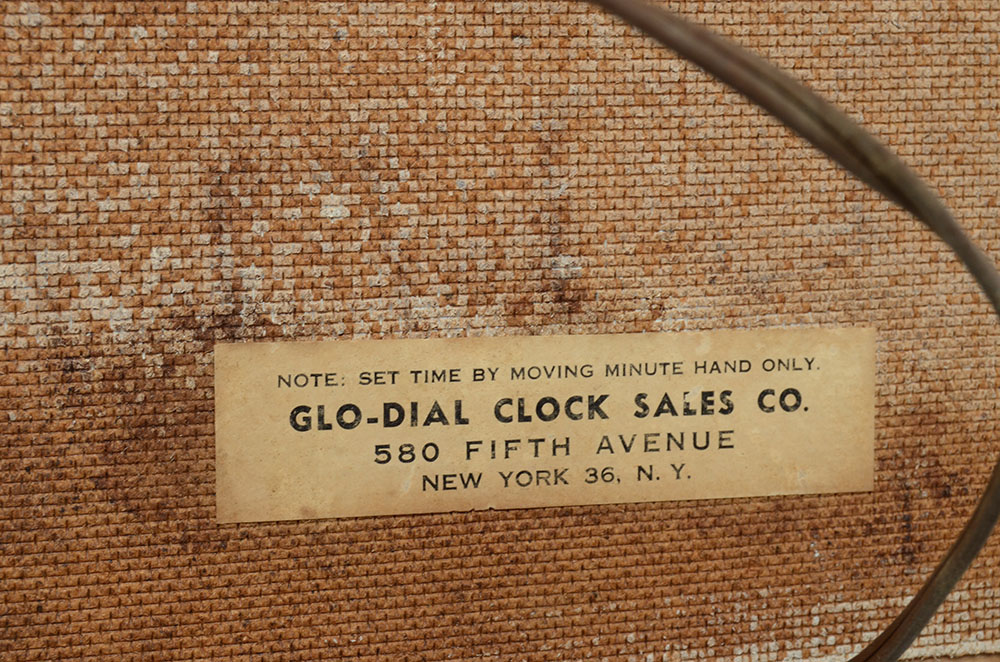 NOTE: SET TIME BY MOVING MINUTE HAND ONLY.
GLO-DIAL CLOCK SALES CO.
580 FIFTH AVENUE
NEW YORK 36, N. Y.